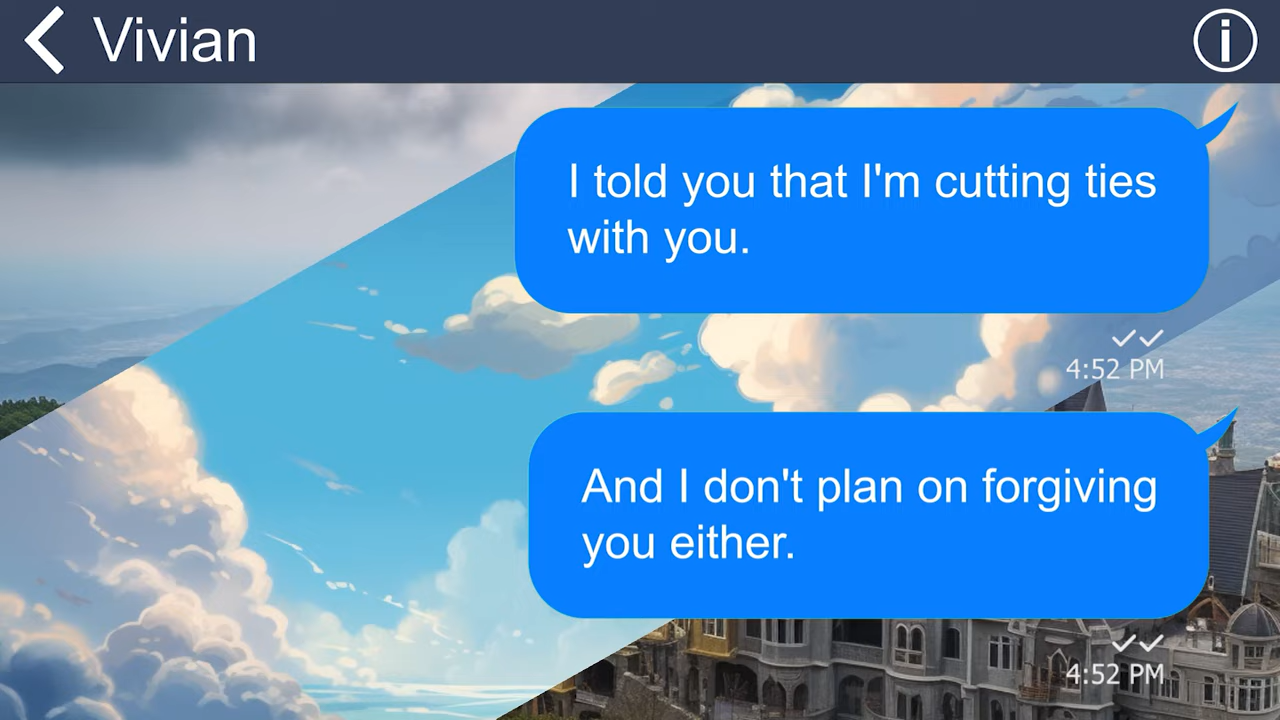 Vivian
I told you that I'm cutting ties
with you.
4:52 PM
And I don't plan on forgiving
you either.
4:52 PM